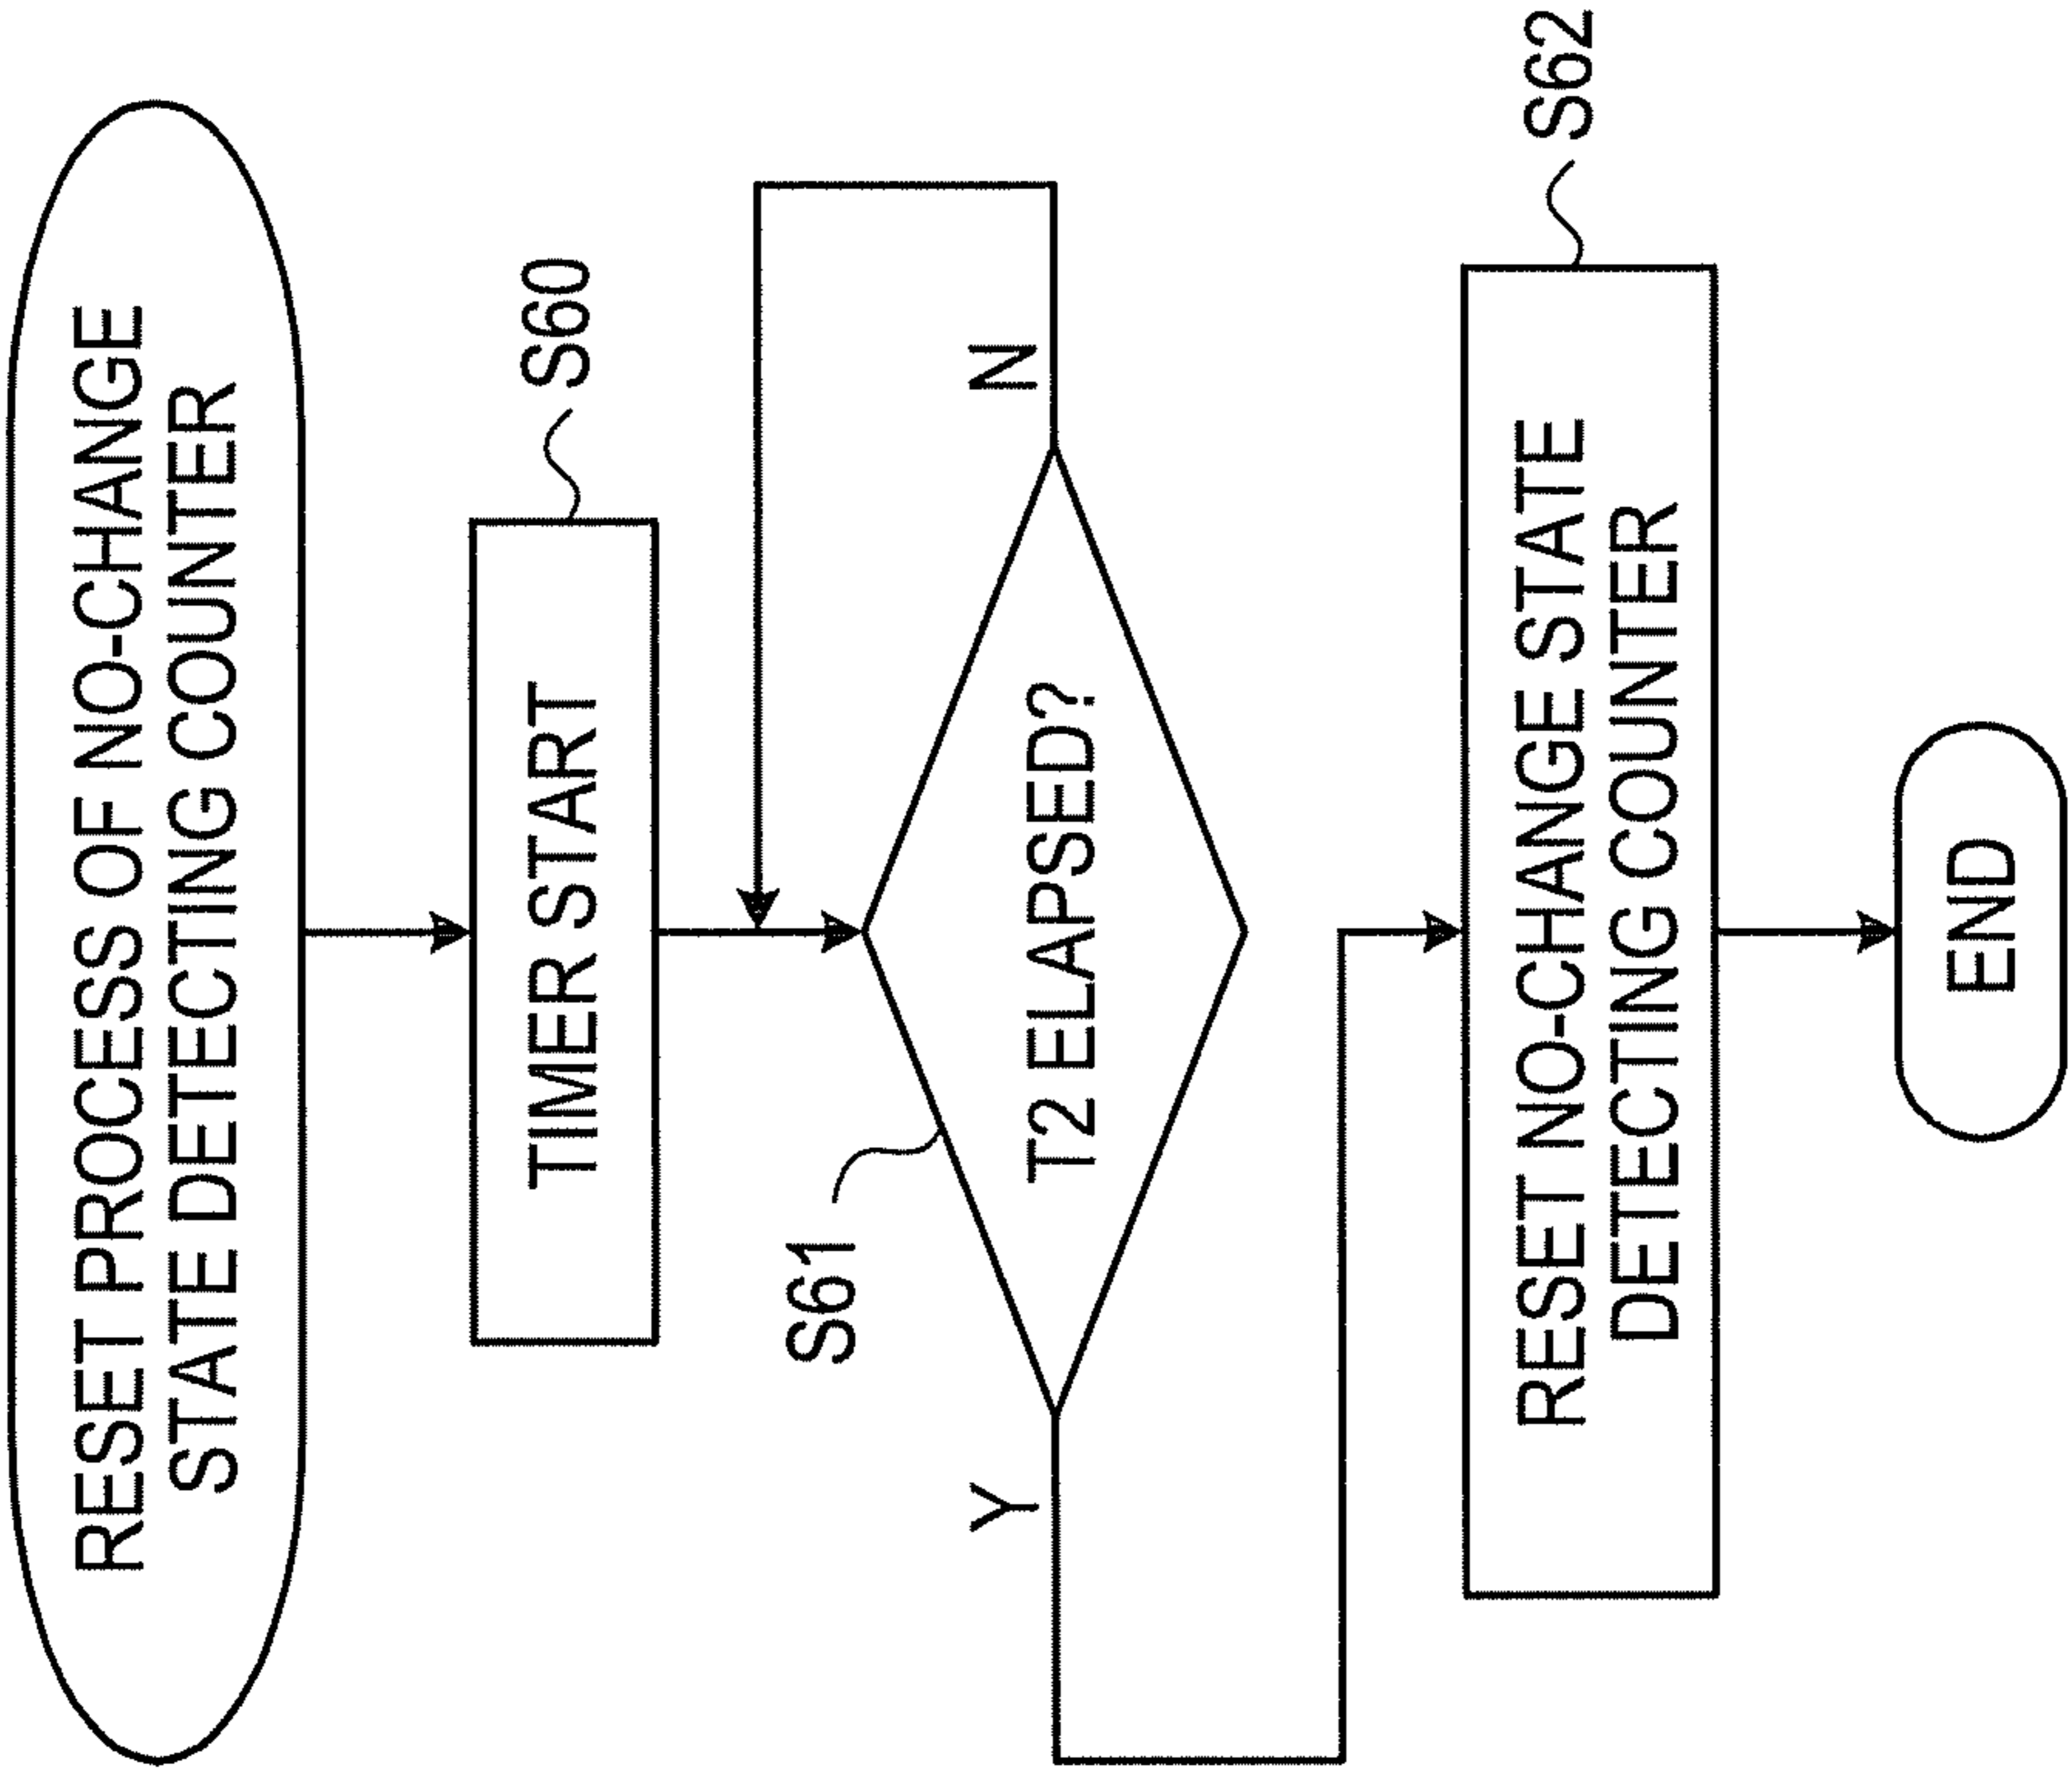 RESET PROCESS OF NO-CHANGE
STATE DETECTING COUNTER
TIMER START
S60
S61
T2 ELAPSED?
N
Y
RESET NO-CHANGE STATE
DETECTING COUNTER
S62
END